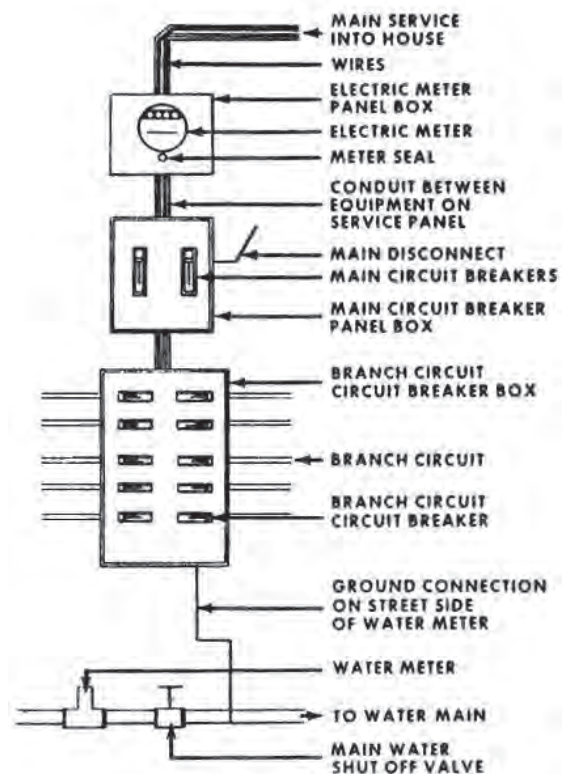 MAIN SERVICE
INTO HOUSE
WIRES
ELECTRIC METER
PANEL BOX
ELECTRIC METER
METER SEAL
CONDUIT BETWEEN
EQUIPMENT ON
SERVICE PANEL
MAIN DISCONNECT
MAIN CIRCUIT BREAKERS
MAIN CIRCUIT BREAKER
PANEL BOX
BRANCH CIRCUIT
CIRCUIT BREAKER BOX
BRANCH CIRCUIT
BRANCH CIRCUIT
CIRCUIT BREAKER
GROUND CONNECTION
ON STREET SIDE
OF WATER METER
WATER METER
TO WATER MAIN
MAIN WATER
SHUT OFF VALVE